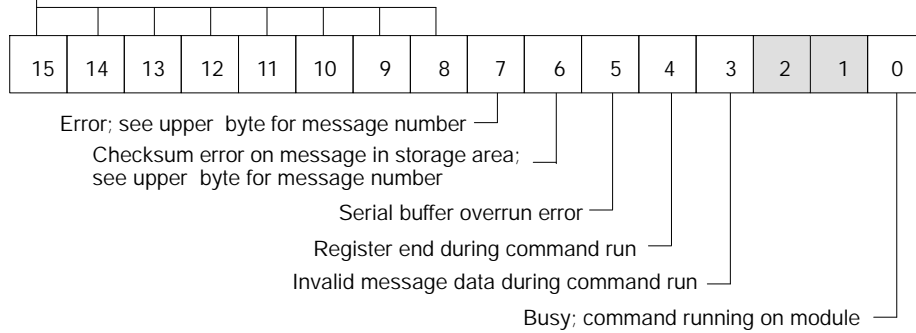 15 14 13 12 11 10 9 8 7 6 5 4 3 2 1 0
Error; see upper byte for message number
Checksum error on message in storage area;
see upper byte for message number
Serial buffer overrun error
Register end during command run
Invalid message data during command run
Busy; command running on module